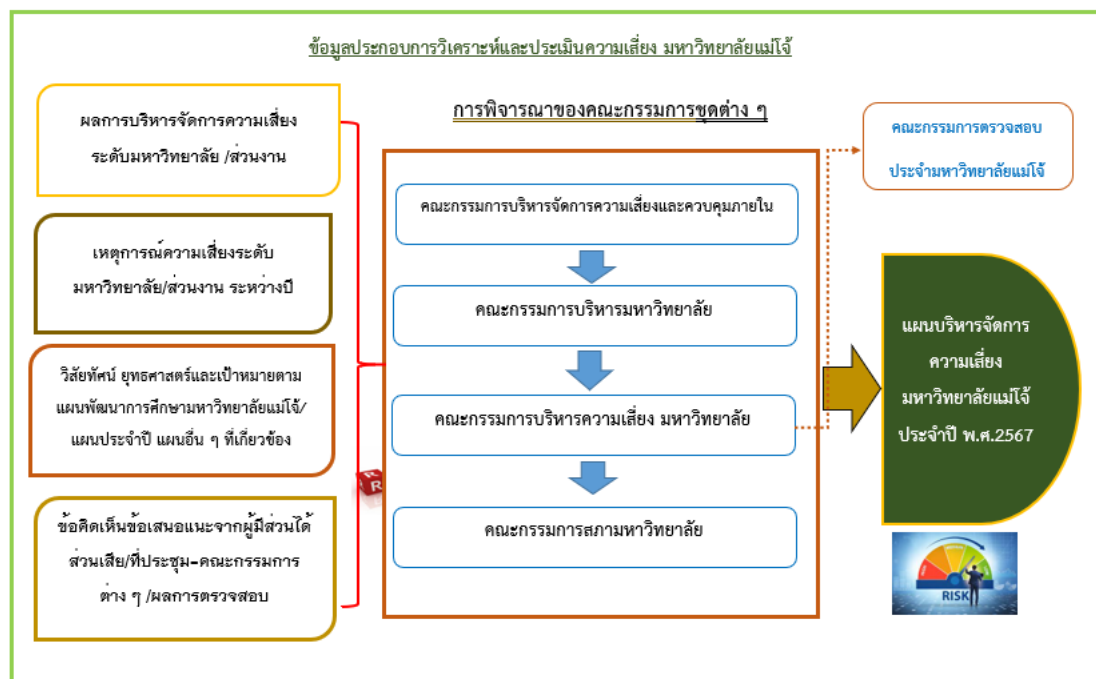 ข้อมูลประกอบการวิเคราะห์และประเมินความเสี่ยง มหาวิทยาลัยแม่โจ้
ผลการบริหารจัดการความเสี่ยง
ระดับมหาวิทยาลัย /ส่วนงาน
เหตุการณ์ความเสี่ยงระดับ
มหาวิทยาลัย/ส่วนงาน ระหว่างปี
วิสัยทัศน์ ยุทธศาสตร์และเป้าหมายตาม
แผนพัฒนาการศึกษามหาวิทยาลัยแม่โจ้/
แผนประจำปี แผนอื่น ๆ ที่เกี่ยวข้อง
ข้อคิดเห็นข้อเสนอแนะจากผู้มีส่วนได้
ส่วนเสีย/ที่ประชุม-คณะกรรมการ
ต่าง ๆ /ผลการตรวจสอบ
R
R
การพิจารณาของคณะกรรมการชุดต่าง ๆ
คณะกรรมการบริหารจัดการความเสี่ยงและควบคุมภายใน
คณะกรรมการบริหารมหาวิทยาลัย
คณะกรรมการบริหารความเสี่ยง มหาวิทยาลัย
คณะกรรมการสภามหาวิทยาลัย
คณะกรรมการตรวจสอบ
ประจำมหาวิทยาลัยแม่โจ้
แผนบริหารจัดการ
ความเสี่ยง
มหาวิทยาลัยแม่โจ้
ประจำปี พ.ศ.2567
RISK